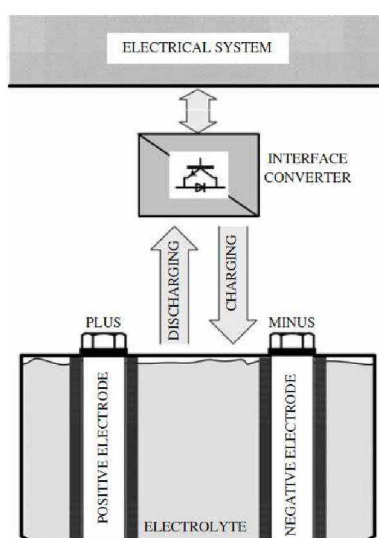 ELECTRICAL SYSTEM
INTERFACE
CONVERTER
DISCHARGING
CHARGING
PLUS
MINUS
POSITIVE ELECTRODE
NEGATIVE ELECTRODE
ELECTROLYTE